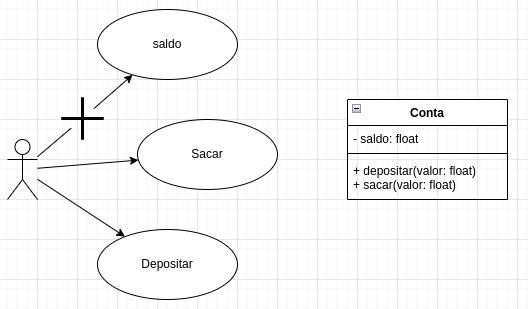 saldo
Sacar
Depositar
Conta
- saldo: float
+ depositar(valor: float)
+ sacar(valor: float)